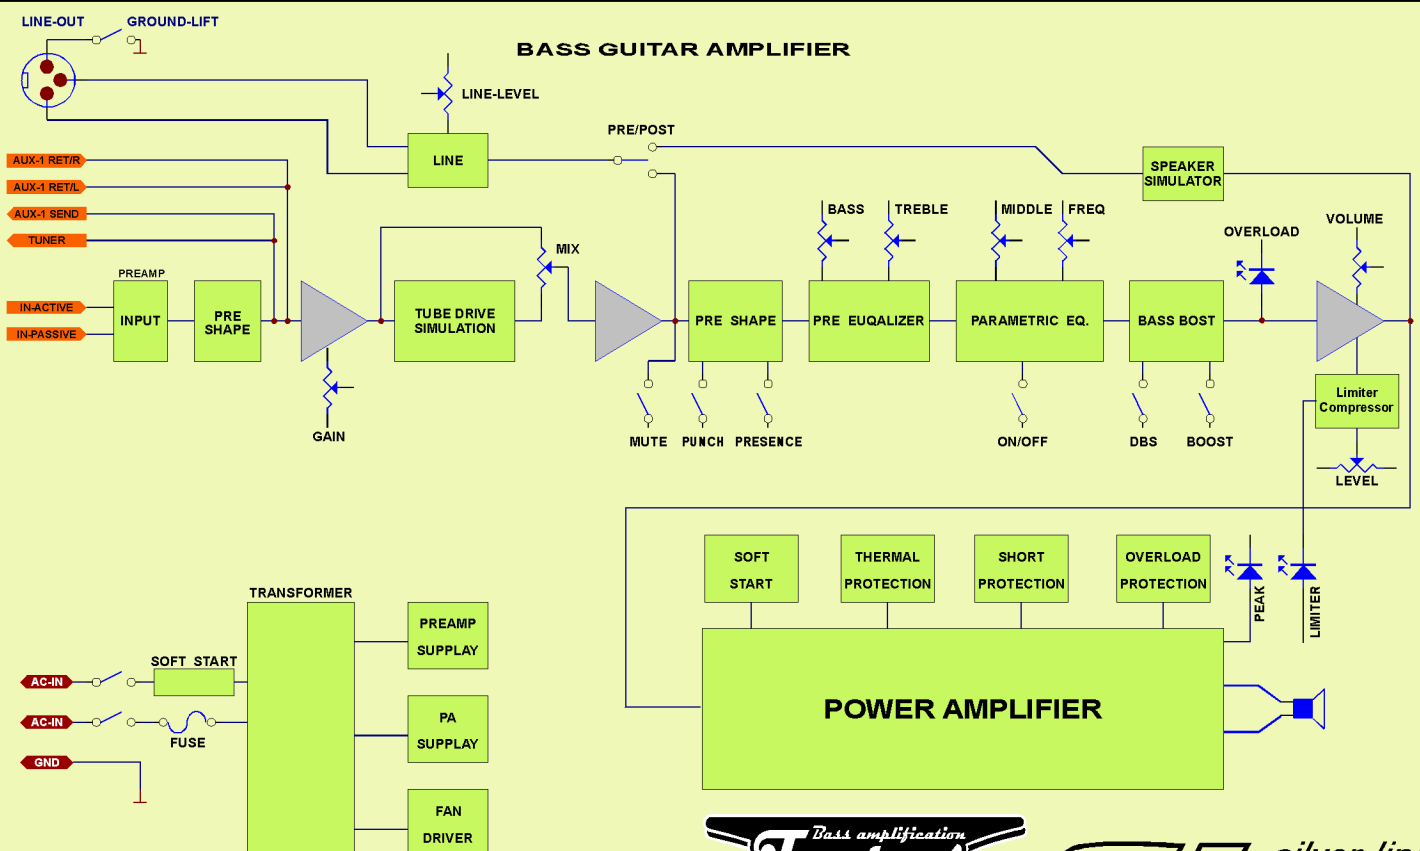 LINE-OUT
GROUND-LIFT
BASS GUITAR AMPLIFIER
LINE-LEVEL
PRE/POST
LINE
SPEAKER
SIMULATOR
AUX-1 RET/R
AUX-1 RET/L
AUX-1 SEND
TUNER
BASS
TREBLE
MIDDLE
FREQ
VOLUME
OVERLOAD
MIX
PREAMP
IN-ACTIVE
IN-PASSIVE
INPUT
PRE
SHAPE
TUBE DRIVE
SIMULATION
PRE SHAPE
PRE EUQALIZER
PARAMETRIC EQ.
BASS BOST
Limiter
Compressor
GAIN
MUTE
PUNCH
PRESENCE
ON/OFF
DBS
BOOST
LEVEL
SOFT
START
THERMAL
PROTECTION
SHORT
PROTECTION
OVERLOAD
PROTECTION
PEAK
LIMITER
TRANSFORMER
PREAMP
SUPPLAY
SOFT START
AC-IN
AC-IN
FUSE
GND
PA
SUPPLAY
FAN
DRIVER
POWER AMPLIFIER
Bass amplification